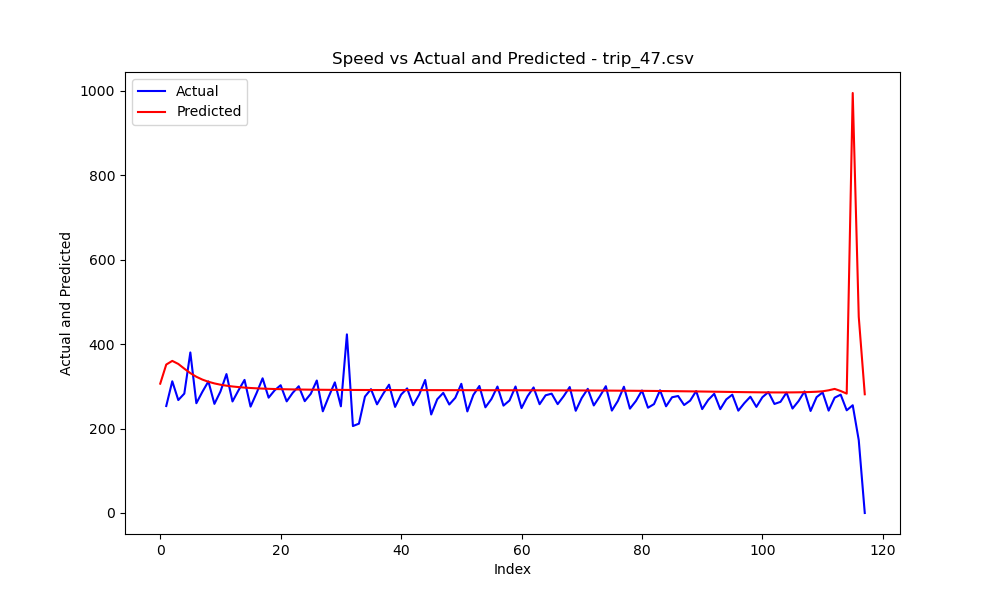 Speed vs Actual and Predicted - trip_47.csv
Actual
Predicted
Actual and Predicted
1000
800
600
400
200
0
0 20 40 60 80 100 120
Index